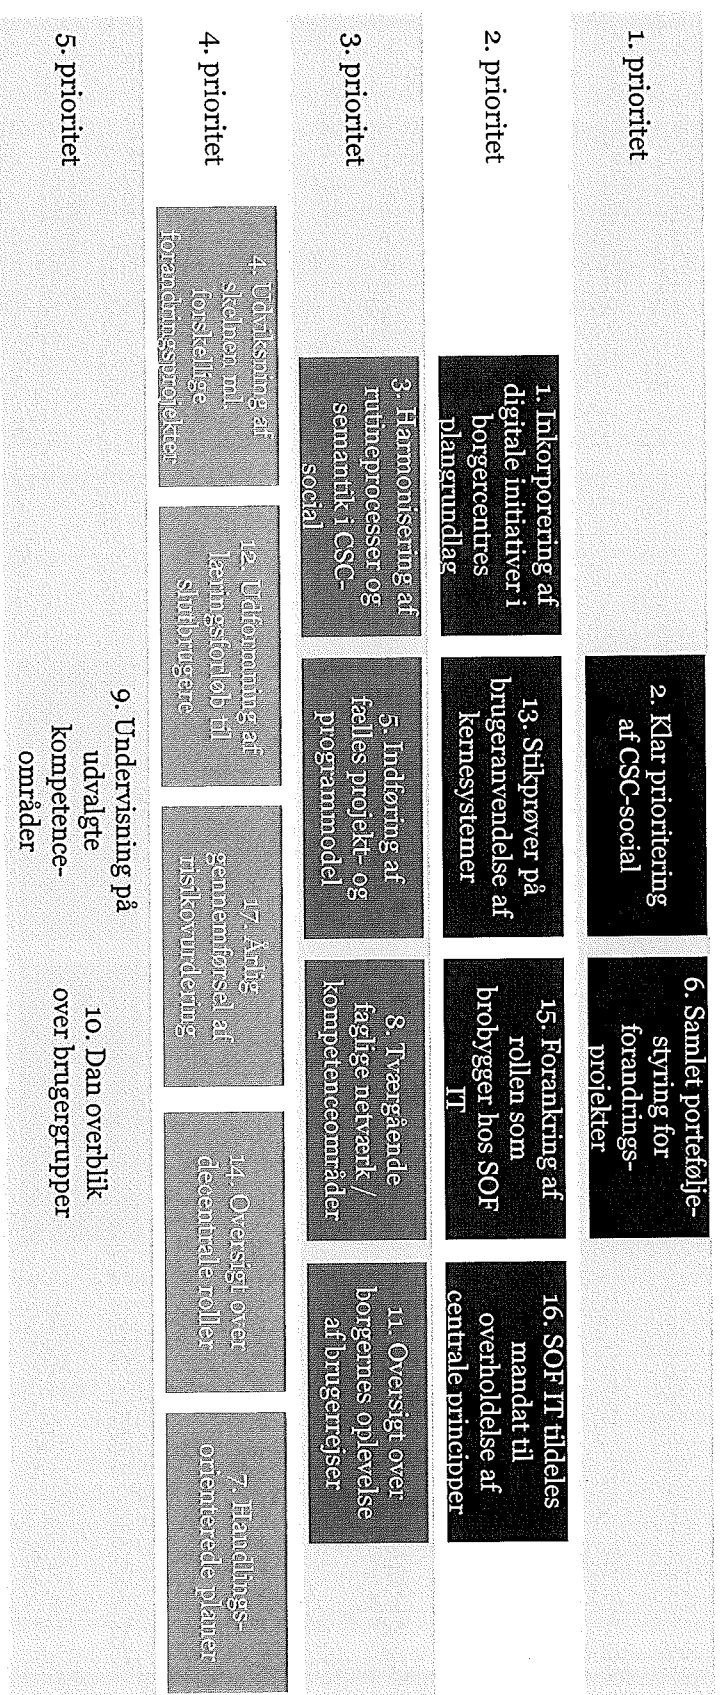 1. prioritet
2. Klar prioritering
af CSC-social
6. Samlet portefølje-
styring for
forandrings-
projekter
2. prioritet
1. Inkorporering af
digitale initiativer i
borgercentres
plangrundlag
13. Stikprøver på
brugeranvendelse af
kernesystemer
15. Forankring af
rollen som
brobygger hos SOF
IT
16. SOF IT tildeles
mandat til
overholdelse af
centrale principper
3. prioritet
3. Harmonisering af
rutineprocesser og
semantik i CSC-
social
5. Indføring af
fælles projekt- og
programmodel
8. Tværgående
faglige netværk /
kompetenceområder
11. Oversigt over
borgernes oplevelse
af brugerrejser
4. prioritet
4. Udviksning af
skelnen ml.
forskellige
forandringsprojekter
12. Udformning af
læringsforløb til
slutbrugere
17. Årlig
gennemførsel af
risikovurdering
14. Oversigt over
decentrale roller
7. Handlings-
orienterede planer
5. prioritet
9. Undervisning på
udvalgte
kompetence-
områder
10. Dan overblik
over brugergrupper